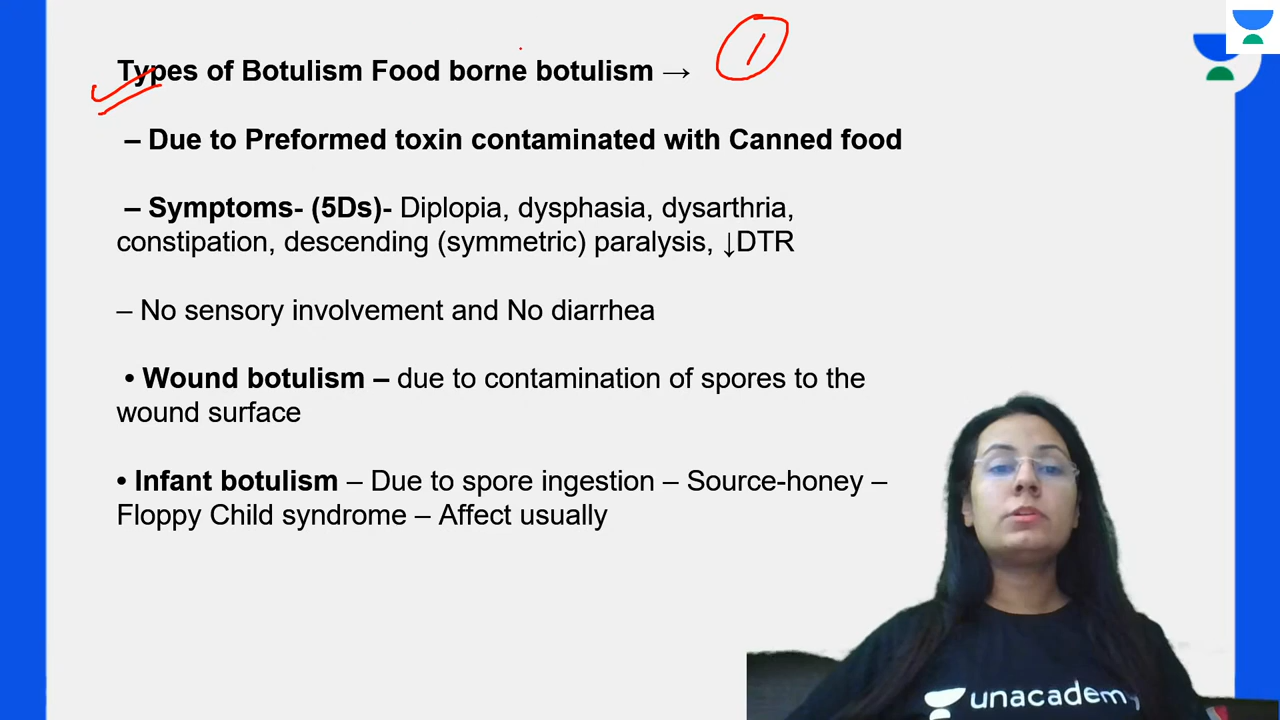 Types of Botulism Food borne botulism →
1
– Due to Preformed toxin contaminated with Canned food
– Symptoms- (5Ds)- Diplopia, dysphasia, dysarthria,
constipation, descending (symmetric) paralysis, ↓DTR
– No sensory involvement and No diarrhea
• Wound botulism – due to contamination of spores to the
wound surface
• Infant botulism – Due to spore ingestion – Source-honey –
Floppy Child syndrome – Affect usually
unacademy